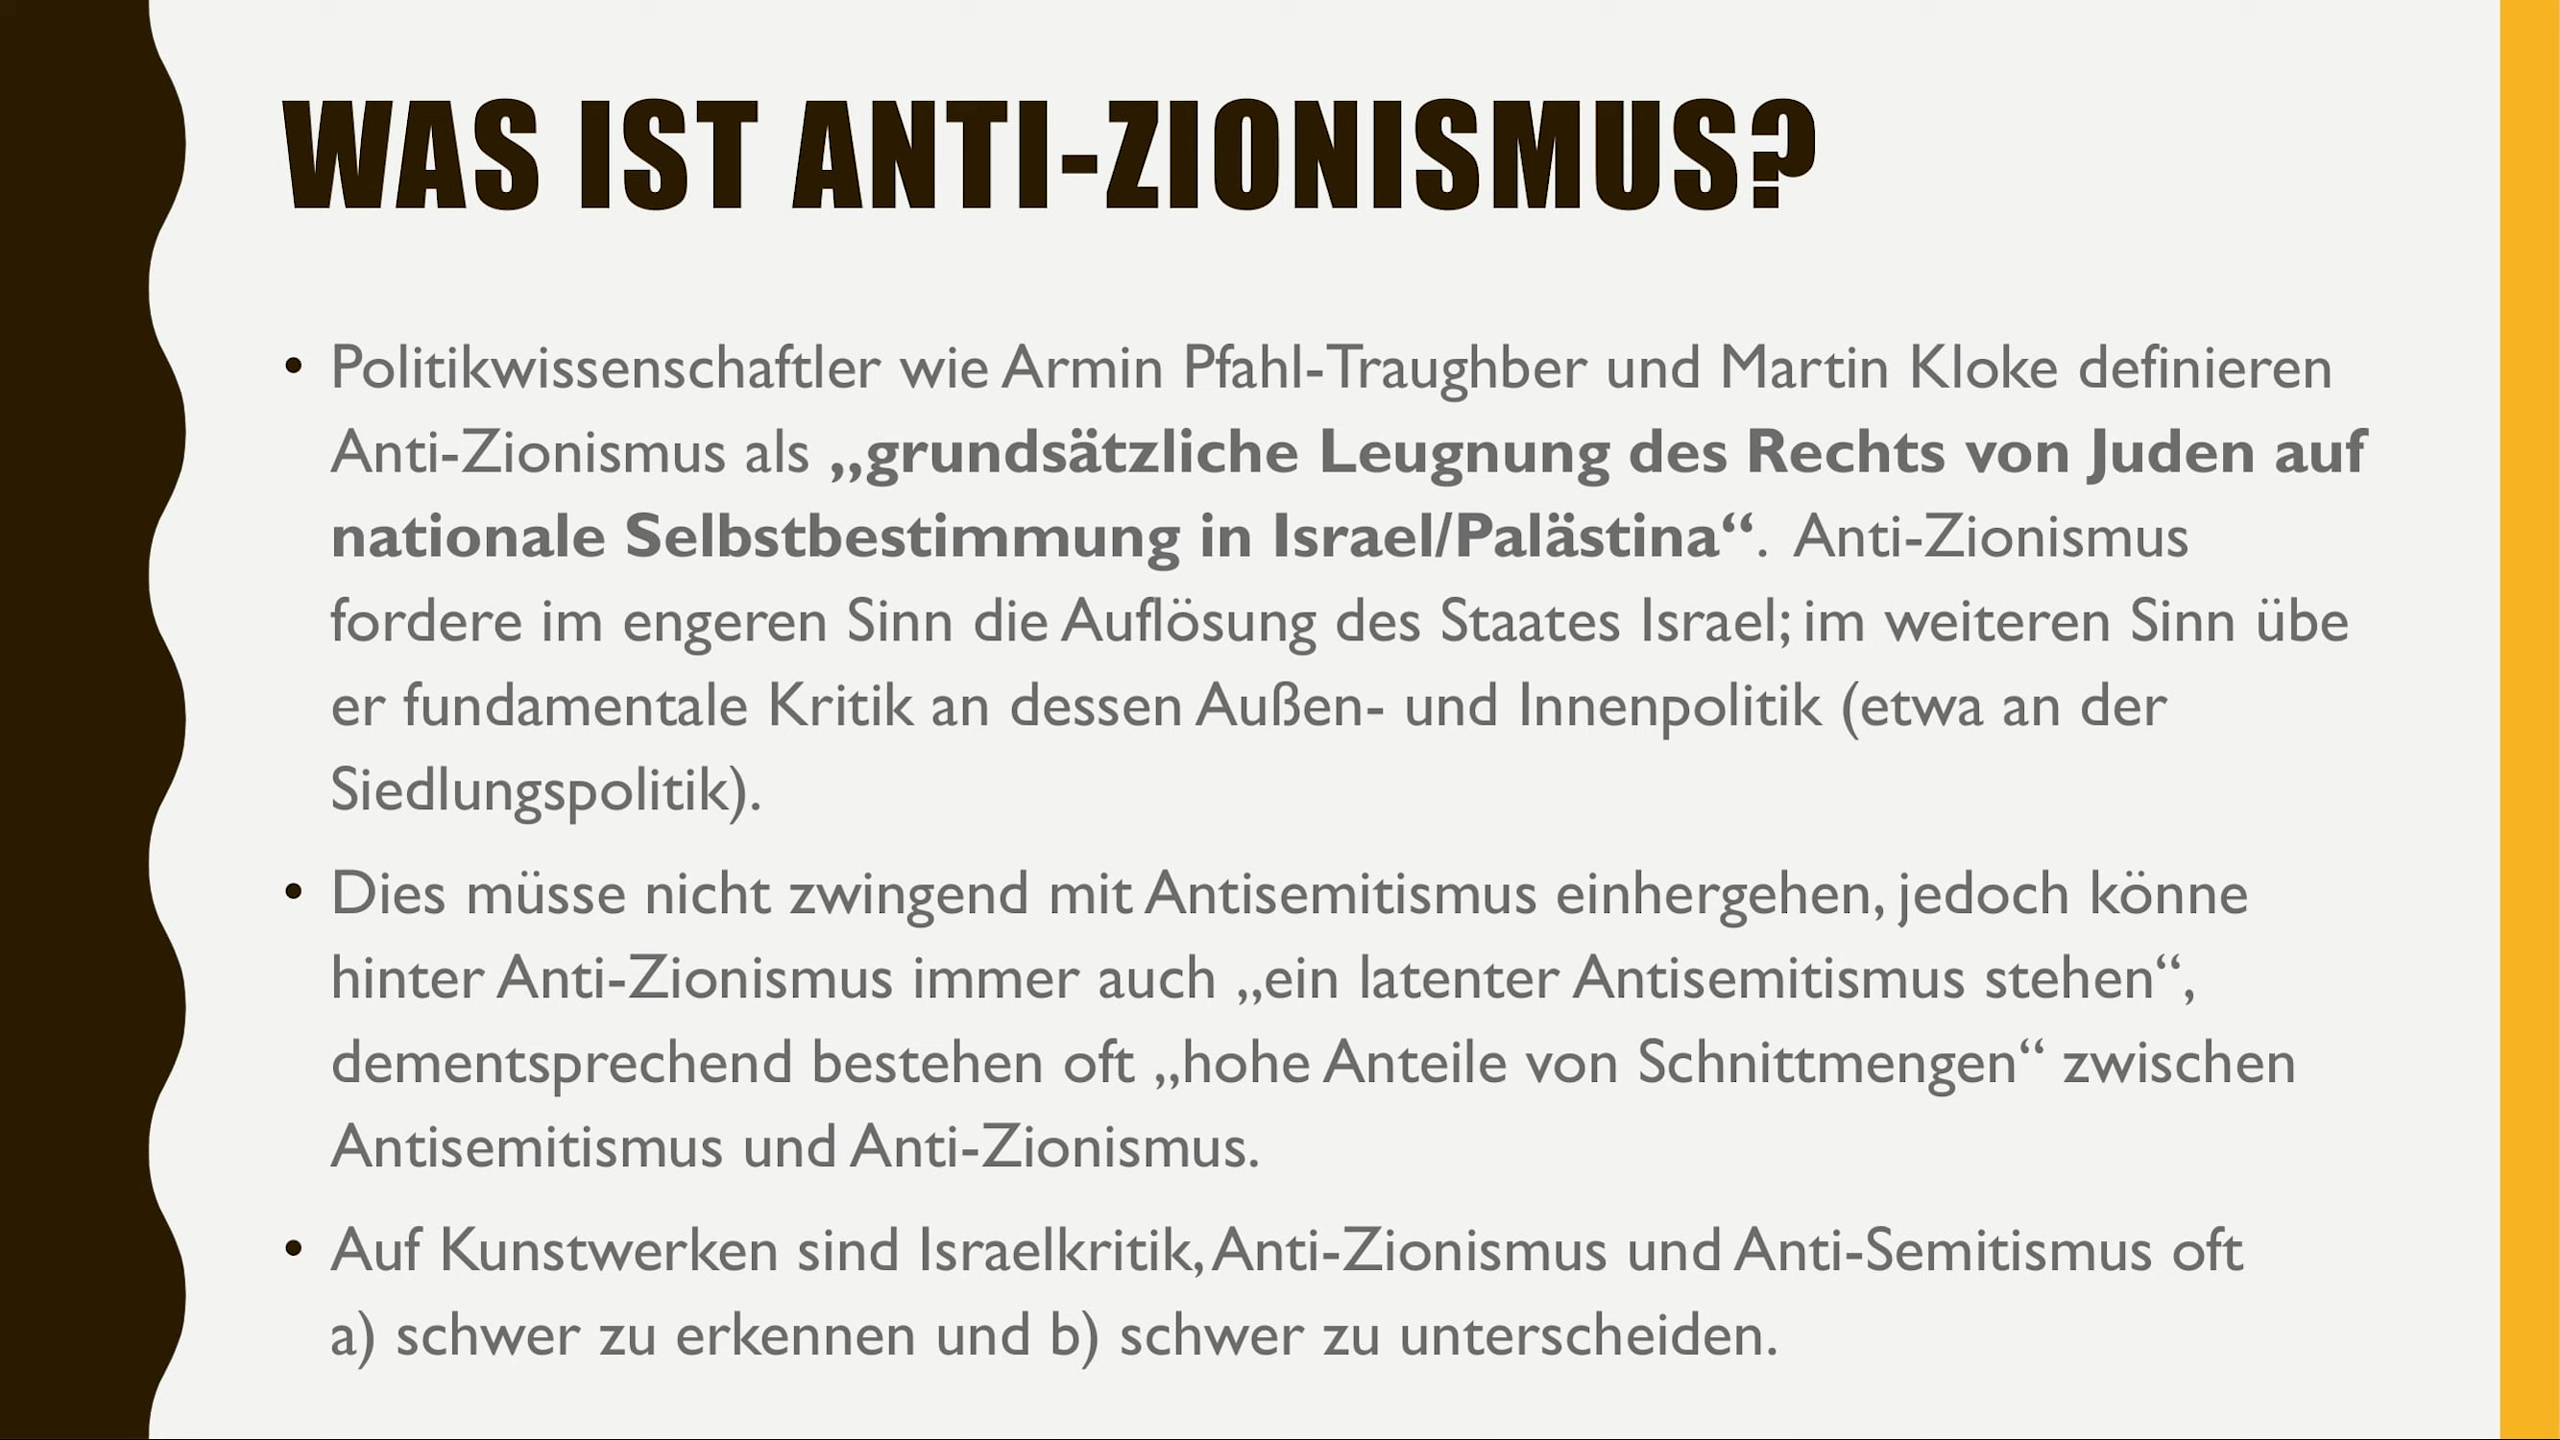 WAS IST ANTI-ZIONISMUS?
• Politikwissenschaftler wie Armin Pfahl-Traughber und Martin Kloke definieren
Anti-Zionismus als „grundsätzliche Leugnung des Rechts von Juden auf
nationale Selbstbestimmung in Israel/Palästina“. Anti-Zionismus
fordere im engeren Sinn die Auflösung des Staates Israel; im weiteren Sinn übe
er fundamentale Kritik an dessen Außen- und Innenpolitik (etwa an der
Siedlungspolitik).
• Dies müsse nicht zwingend mit Antisemitismus einhergehen, jedoch könne
hinter Anti-Zionismus immer auch „ein latenter Antisemitismus stehen“,
dementsprechend bestehen oft „hohe Anteile von Schnittmengen“ zwischen
Antisemitismus und Anti-Zionismus.
• Auf Kunstwerken sind Israelkritik, Anti-Zionismus und Anti-Semitismus oft
a) schwer zu erkennen und b) schwer zu unterscheiden.